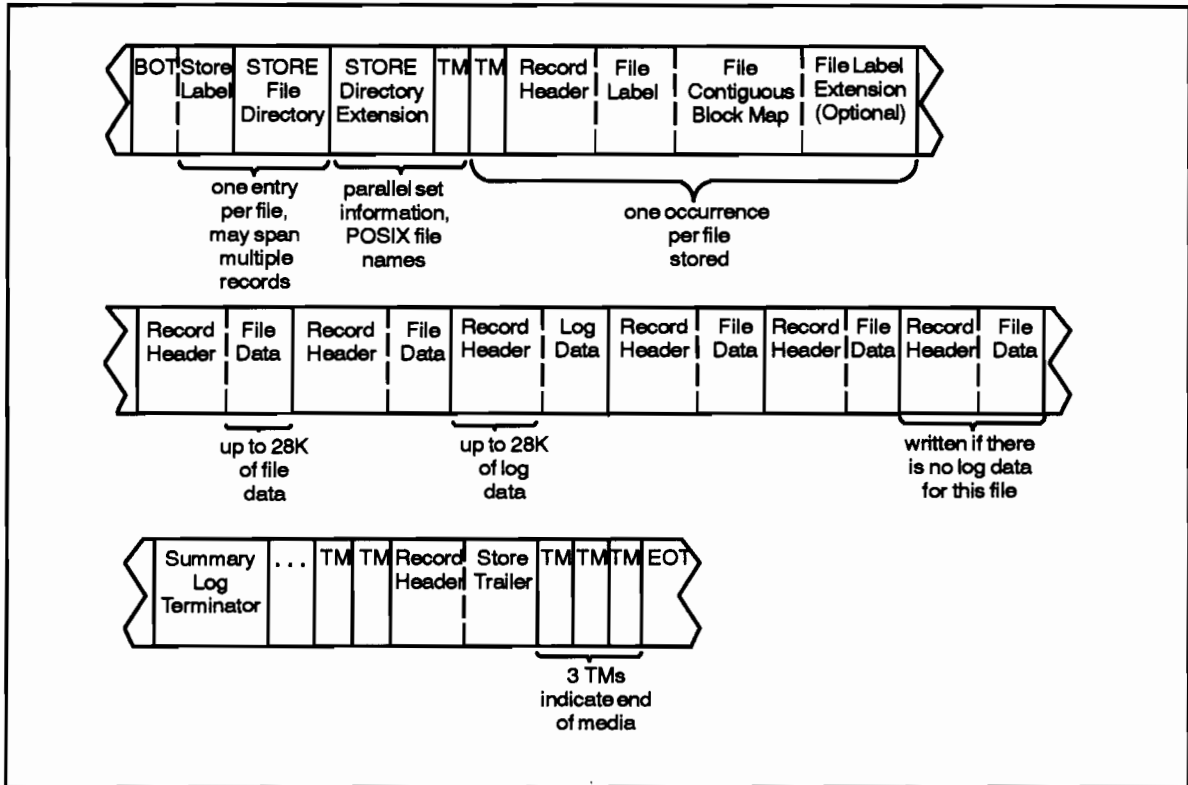 BOT
Store
Label
STORE
File
Directory
STORE
Directory
Extension
TM
TM
Record
Header
File
Label
File
Contiguous
Block Map
File Label
Extension
(Optional)
one entry
per file,
may span
multiple
records
parallel set
information,
POSIX file
names
one occurrence
per file
stored
Record
Header
File
Data
Record
Header
File
Data
Record
Header
Log
Data
Record
Header
File
Data
Record
Header
File
Data
Record
Header
File
Data
up to 28K
of file
data
up to 28K
of log
data
written if there
is no log data
for this file
Summary
Log
Terminator
...
TM
TM
Record
Header
Store
Trailer
TM
TM
TM
EOT
3 TMs
indicate end
of media